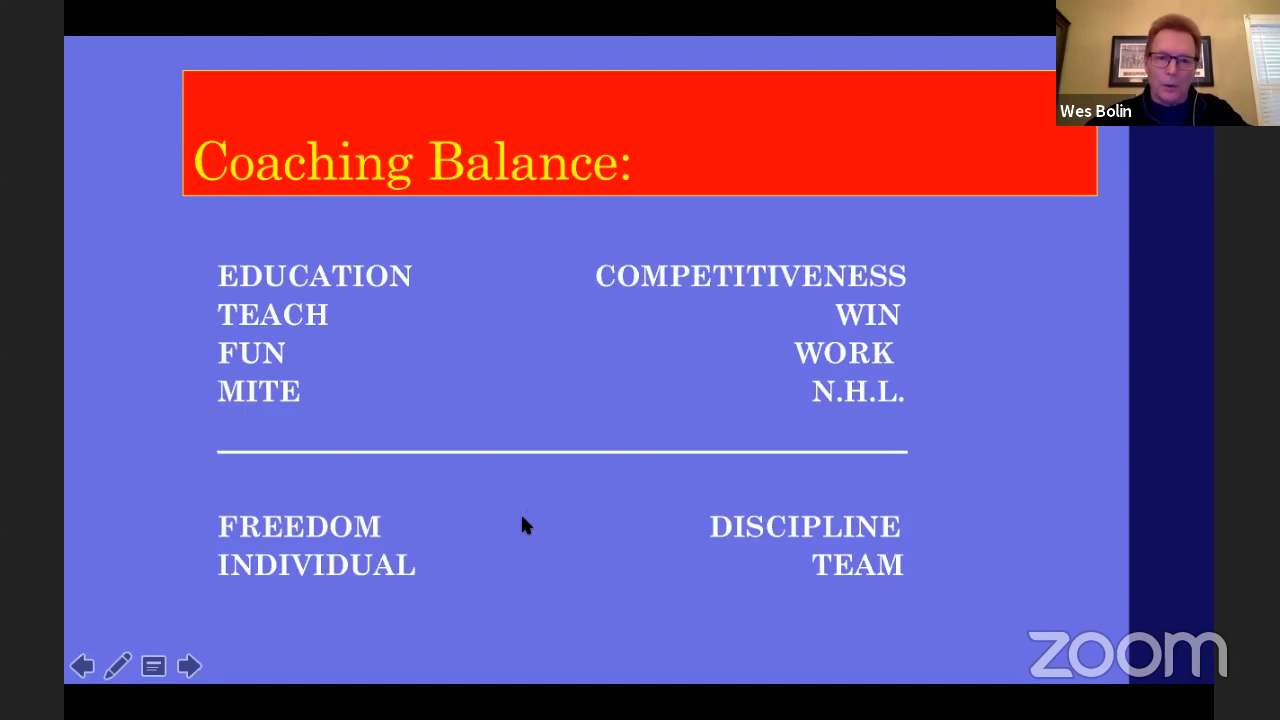 Wes Bolin
Coaching Balance:
EDUCATION COMPETITIVENESS
TEACH WIN
FUN WORK
MITE N.H.L.
FREEDOM DISCIPLINE
INDIVIDUAL TEAM
zoom